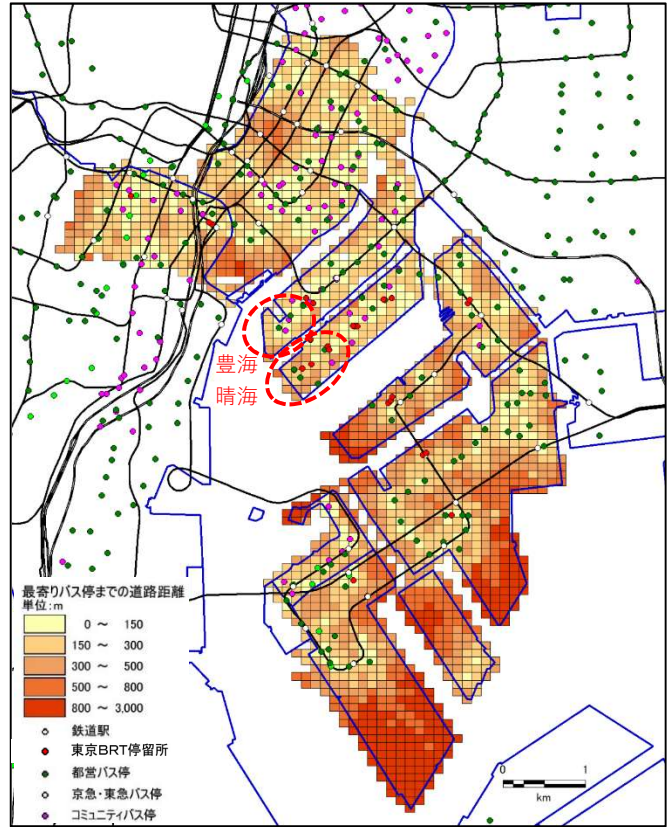 豊海
晴海
最寄りバス停までの道路距離
単位:m
0 ～ 150
150 ～ 300
300 ～ 500
500 ～ 800
800 ～ 3,000
鉄道駅
東京BRT停留所
都営バス停
京急・東急バス停
コミュニティバス停
0 1
km